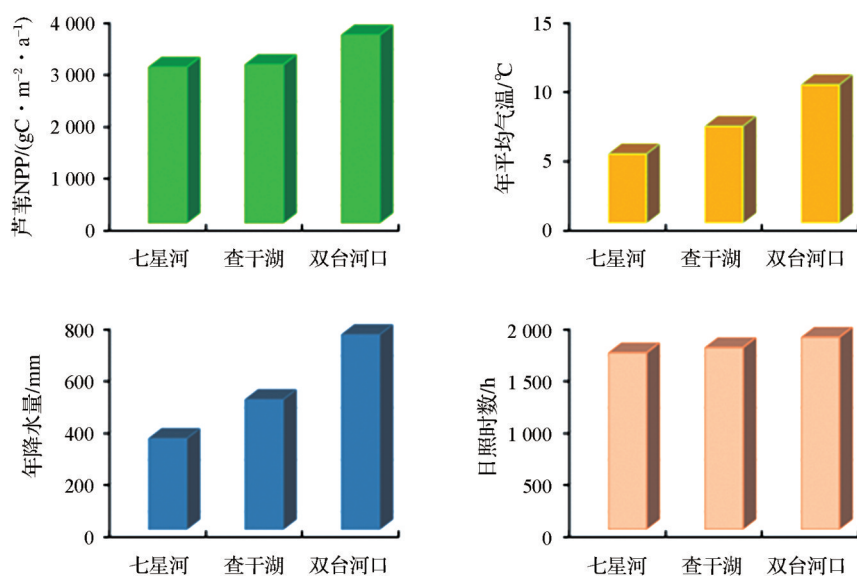 芦苇NPP/(gC·m⁻²·a⁻¹)
4 000
3 000
2 000
1 000
0
七星河 查干湖 双台河口
年平均气温/℃
15
10
5
0
七星河 查干湖 双台河口
年降水量/mm
800
600
400
200
0
七星河 查干湖 双台河口
日照时数/h
2 000
1 500
1 000
500
0
七星河 查干湖 双台河口